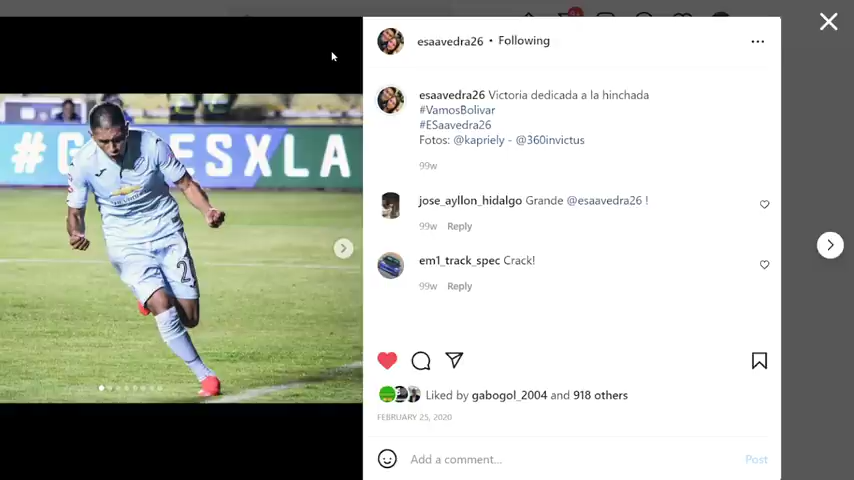 esaavedra26 • Following
esaavedra26 Victoria dedicada a la hinchada
#VamosBolivar
#ESaavedra26
Fotos: @kapriely - @360invictus
99w
jose_ayllon_hidalgo Grande @esaavedra26 !
99w Reply
em1_track_spec Crack!
99w Reply
Liked by gabogol_2004 and 918 others
FEBRUARY 25, 2020
Add a comment...
Post
ESXLA
2